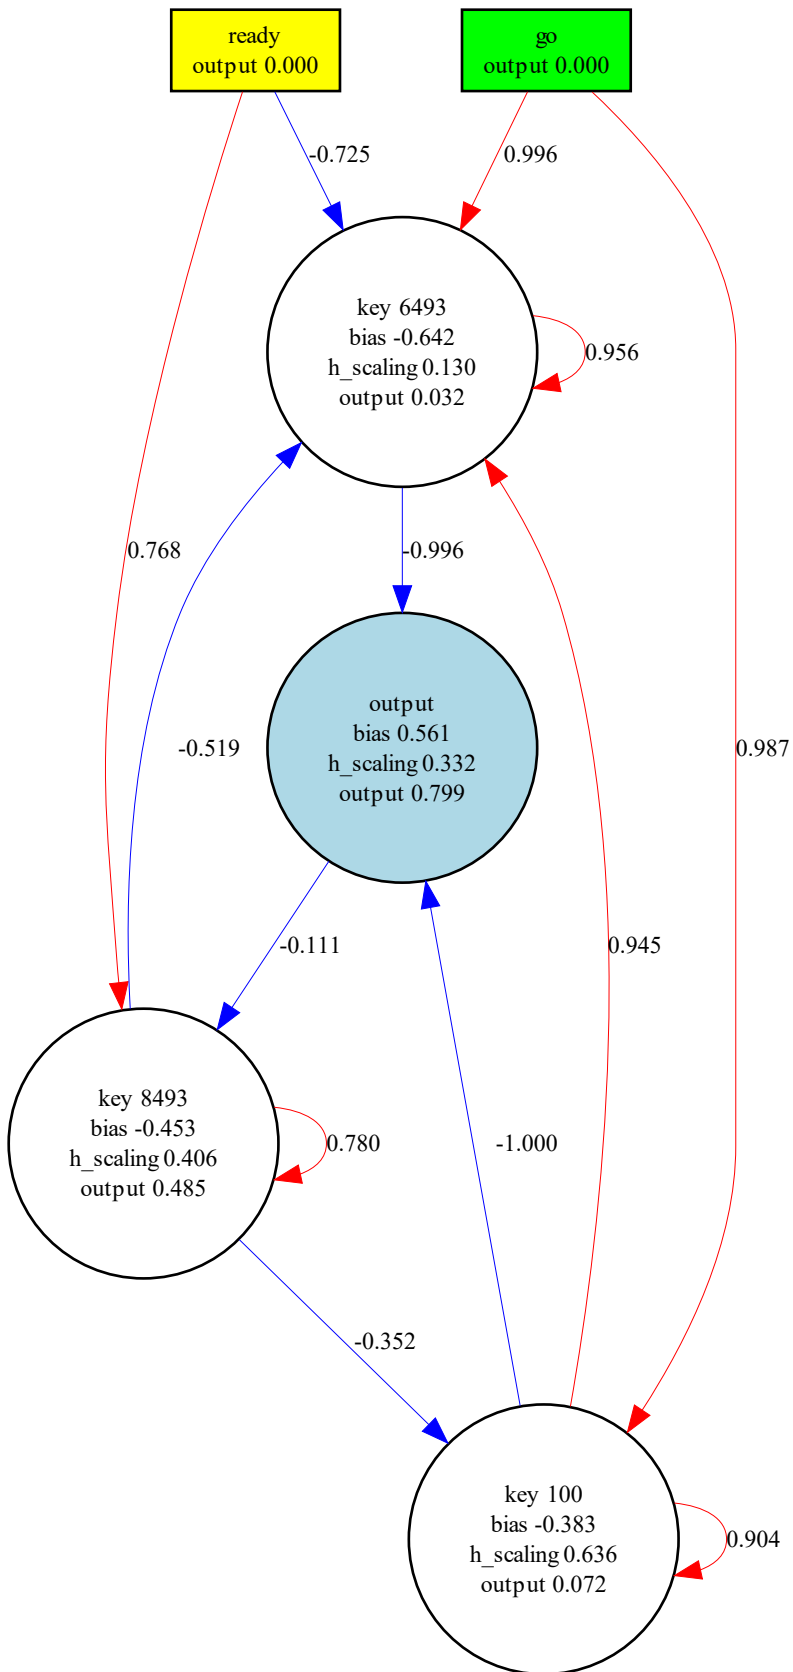 ready
output 0.000
go
output 0.000
-0.725
0.996
key 6493
bias -0.642
h_scaling 0.130
output 0.032
0.956
0.768
-0.996
output
bias 0.561
h_scaling 0.332
output 0.799
-0.519
0.987
-0.111
0.945
key 8493
bias -0.453
h_scaling 0.406
output 0.485
0.780
-1.000
-0.352
key 100
bias -0.383
h_scaling 0.636
output 0.072
0.904